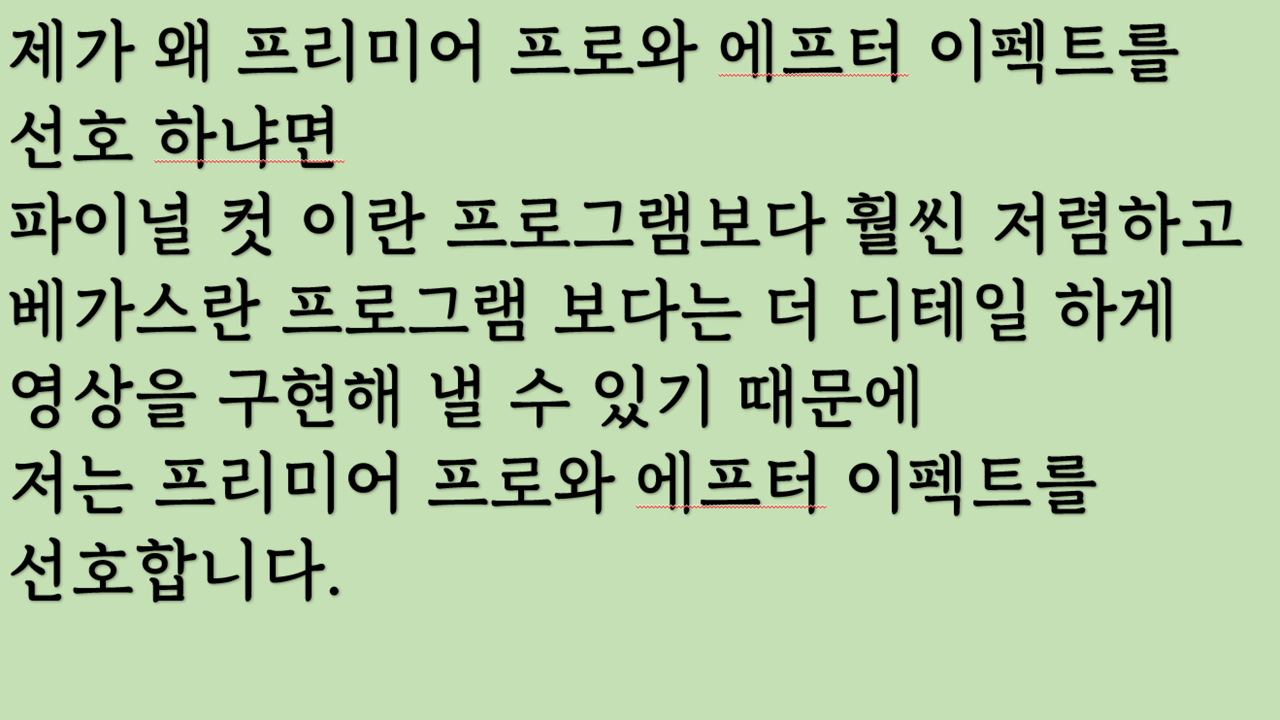 제가 왜 프리미어 프로와 에프터 이펙트를
선호 하냐면
파이널 컷 이란 프로그램보다 훨씬 저렴하고
베가스란 프로그램 보다는 더 디테일 하게
영상을 구현해 낼 수 있기 때문에
저는 프리미어 프로와 에프터 이펙트를
선호합니다.